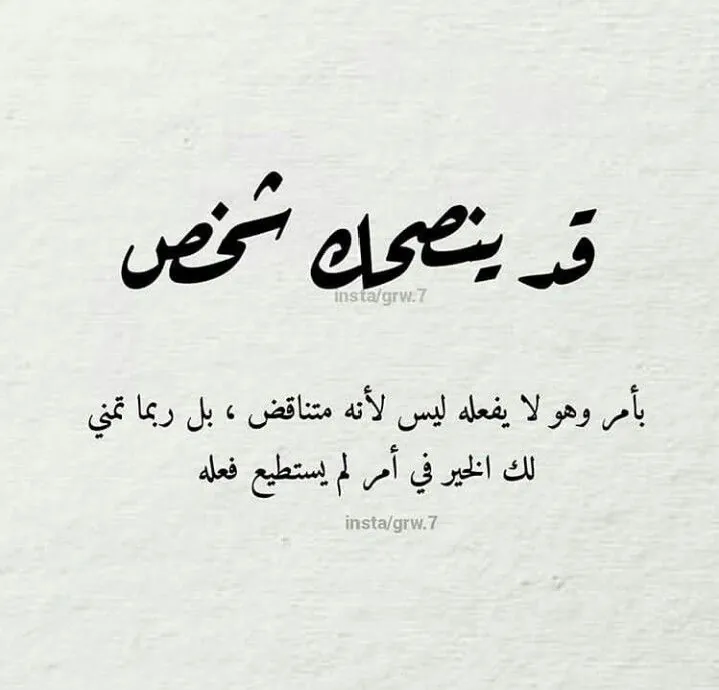 قد ينصحك شخص
insta/grw.7
بأمر وهو لا يفعله ليس لأنه متناقض ، بل ربما تمني
لك الخير في أمر لم يستطيع فعله
insta/grw.7